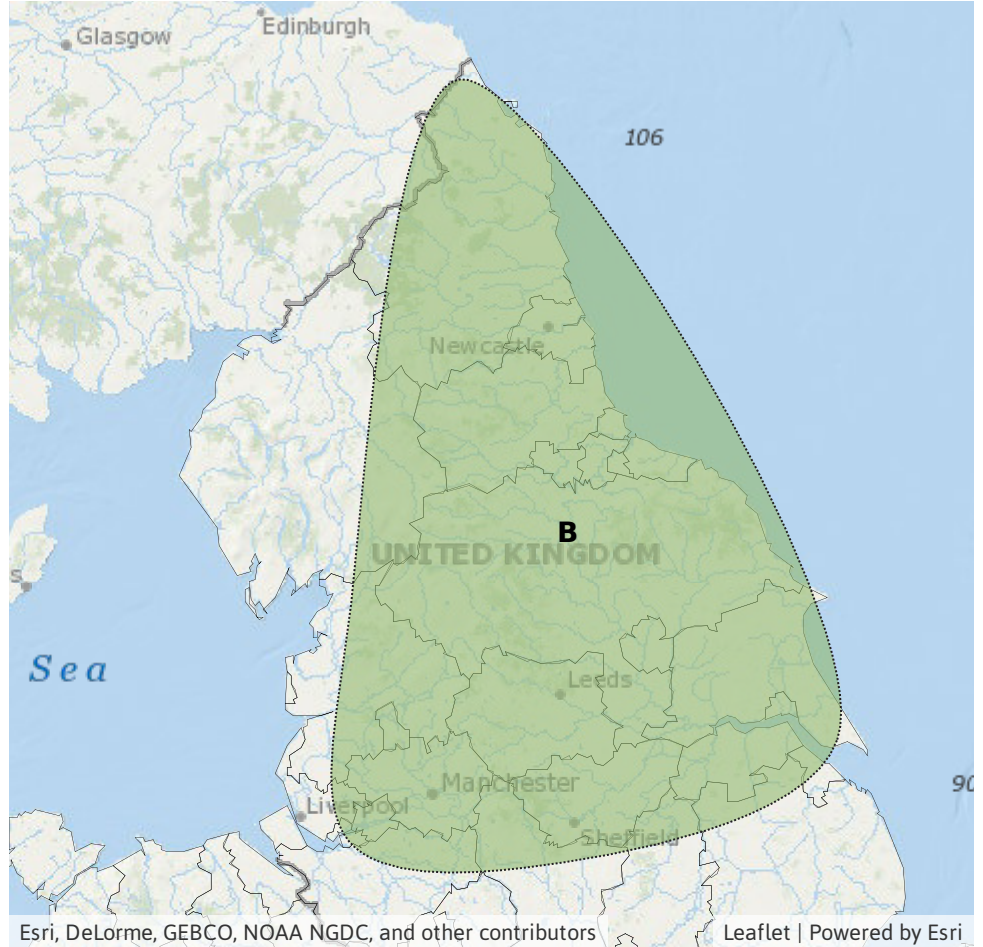 Edinburgh
Glasgow
106
Newcastle
B
UNITED KINGDOM
s
Sea
Leeds
Manchester
90
Liverpool
Sheffield
Esri, DeLorme, GEBCO, NOAA NGDC, and other contributors
Leaflet | Powered by Esri